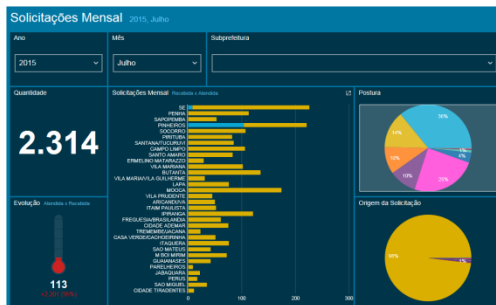 Solicitações Mensal 2015, Julho
Ano
Mês
Subprefeitura
2015
Julho
Quantidade
2.314
Solicitações Mensal Recebida x Atendida
SE
PENHA
SAPOPEMBA
PINHEIROS
SOCORRO
PIRITUBA
SANTANA/TUCURUVI
CAMPO LIMPO
SANTO AMARO
ERMELINO MATARAZZO
VILA MARIANA
BUTANTA
VILA MARIA/VILA GUILHERME
LAPA
MOOCA
VILA PRUDENTE
ARICANDUVA
ITAIM PAULISTA
IPIRANGA
FREGUESIA/BRASILANDIA
CIDADE ADEMAR
TREMEMBE/JACANA
CASA VERDE/CACHOEIRINHA
ITAQUERA
SAO MATEUS
M BOI MIRIM
GUAIANASES
PARELHEIROS
JABAQUARA
PERUS
SAO MIGUEL
CIDADE TIRADENTES
0
100
200
300
Postura
36%
14%
Evolução Atendida x Recebida
113
Origem da Solicitação